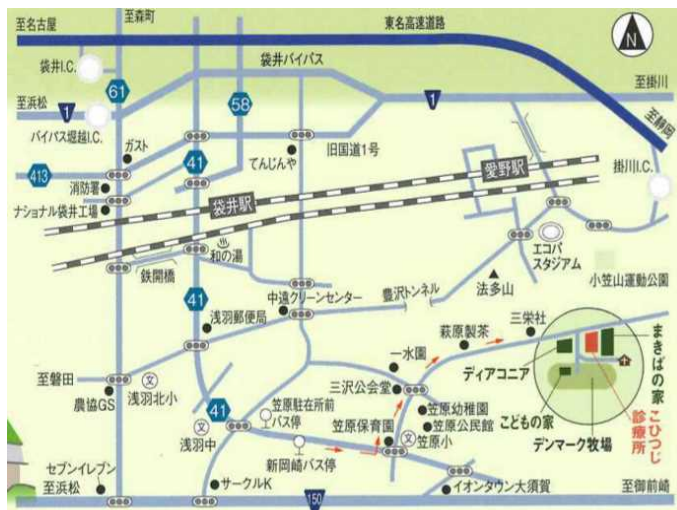 至名古屋
至森町
東名高速道路
N
袋井I.C.
袋井バイパス
至掛川
61
58
至浜松
1
1
至静岡
バイパス堀越I.C.
ガスト
41
てんじんや
旧国道1号
愛野駅
掛川I.C.
413
消防署
ナショナル袋井工場
袋井駅
エコパ
スタジアム
和の湯
鉄開橋
小笠山運動公園
41
中遠クリーンセンター
豊沢トンネル
法多山
浅羽郵便局
萩原製茶
三栄社
まきばの家
一水園
ディアコニア
至磐田
文
浅羽北小
農協GS
三沢公会堂
41
笠原駐在所前
バス停
笠原幼稚園
笠原公民館
こどもの家
こひつじ
診療所
文
浅羽中
笠原保育園
文
笠原小
デンマーク牧場
新岡崎バス停
セブンイレブン
サークルK
至浜松
150
イオンタウン大須賀
至御前崎